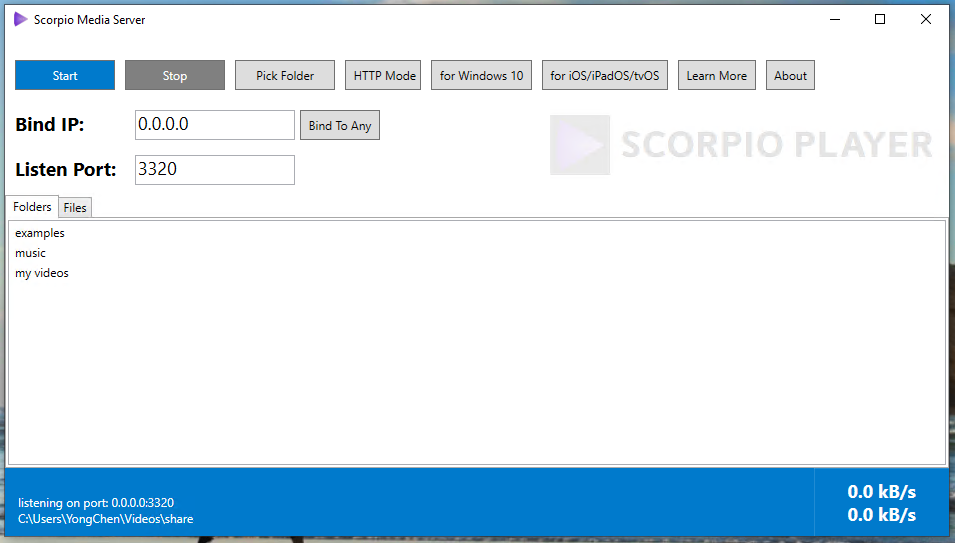 Scorpio Media Server
Start Stop Pick Folder HTTP Mode for Windows 10 for iOS/iPadOS/tvOS Learn More About
Bind IP: 0.0.0.0 Bind To Any
SCORPIO PLAYER
Listen Port: 3320
Folders Files
examples
music
my videos
listening on port: 0.0.0.0:3320
C:\Users\YongChen\Videos\share
0.0 kB/s
0.0 kB/s